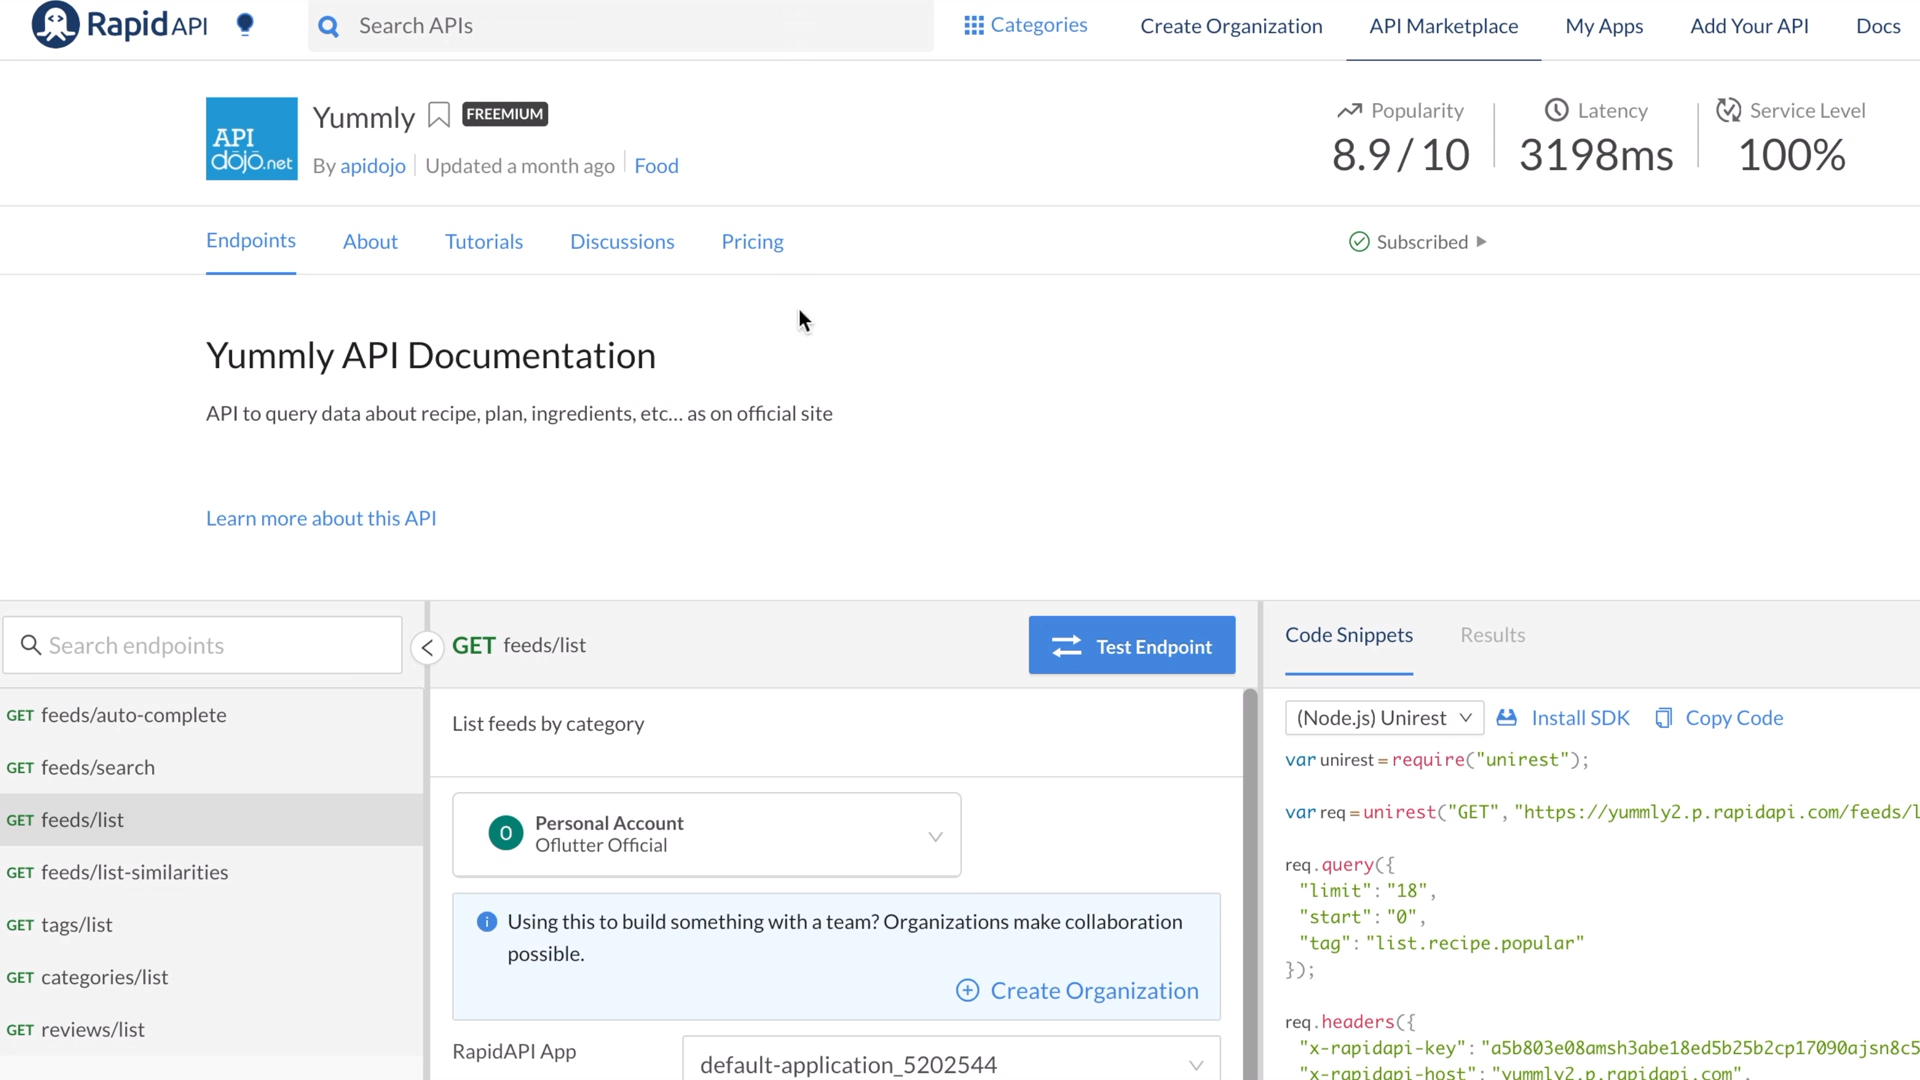 RapidAPI Search APIs Categories Create Organization API Marketplace My Apps Add Your API Docs
API dōjō.net
Yummly FREEMIUM
By apidojo Updated a month ago Food
Popularity Latency Service Level
8.9 / 10 3198ms 100%
Endpoints About Tutorials Discussions Pricing Subscribed
Yummly API Documentation
API to query data about recipe, plan, ingredients, etc... as on official site
Learn more about this API
Search endpoints
GET feeds/auto-complete
GET feeds/search
GET feeds/list
GET feeds/list-similarities
GET tags/list
GET categories/list
GET reviews/list
GET feeds/list Test Endpoint
List feeds by category
O Personal Account
Oflutter Official
Using this to build something with a team? Organizations make collaboration
possible.
Create Organization
RapidAPI App default-application_5202544
Code Snippets Results
(Node.js) Unirest Install SDK Copy Code
var unirest = require("unirest");
var req = unirest("GET", "https://yummly2.p.rapidapi.com/feeds/l
req.query({
"limit": "18",
"start": "0",
"tag": "list.recipe.popular"
});
req.headers({
"x-rapidapi-key": "a5b803e08amsh3abe18ed5b25b2cp17090ajsn8c5
"x-rapidapi-host": "yummly2.p.rapidapi.com",